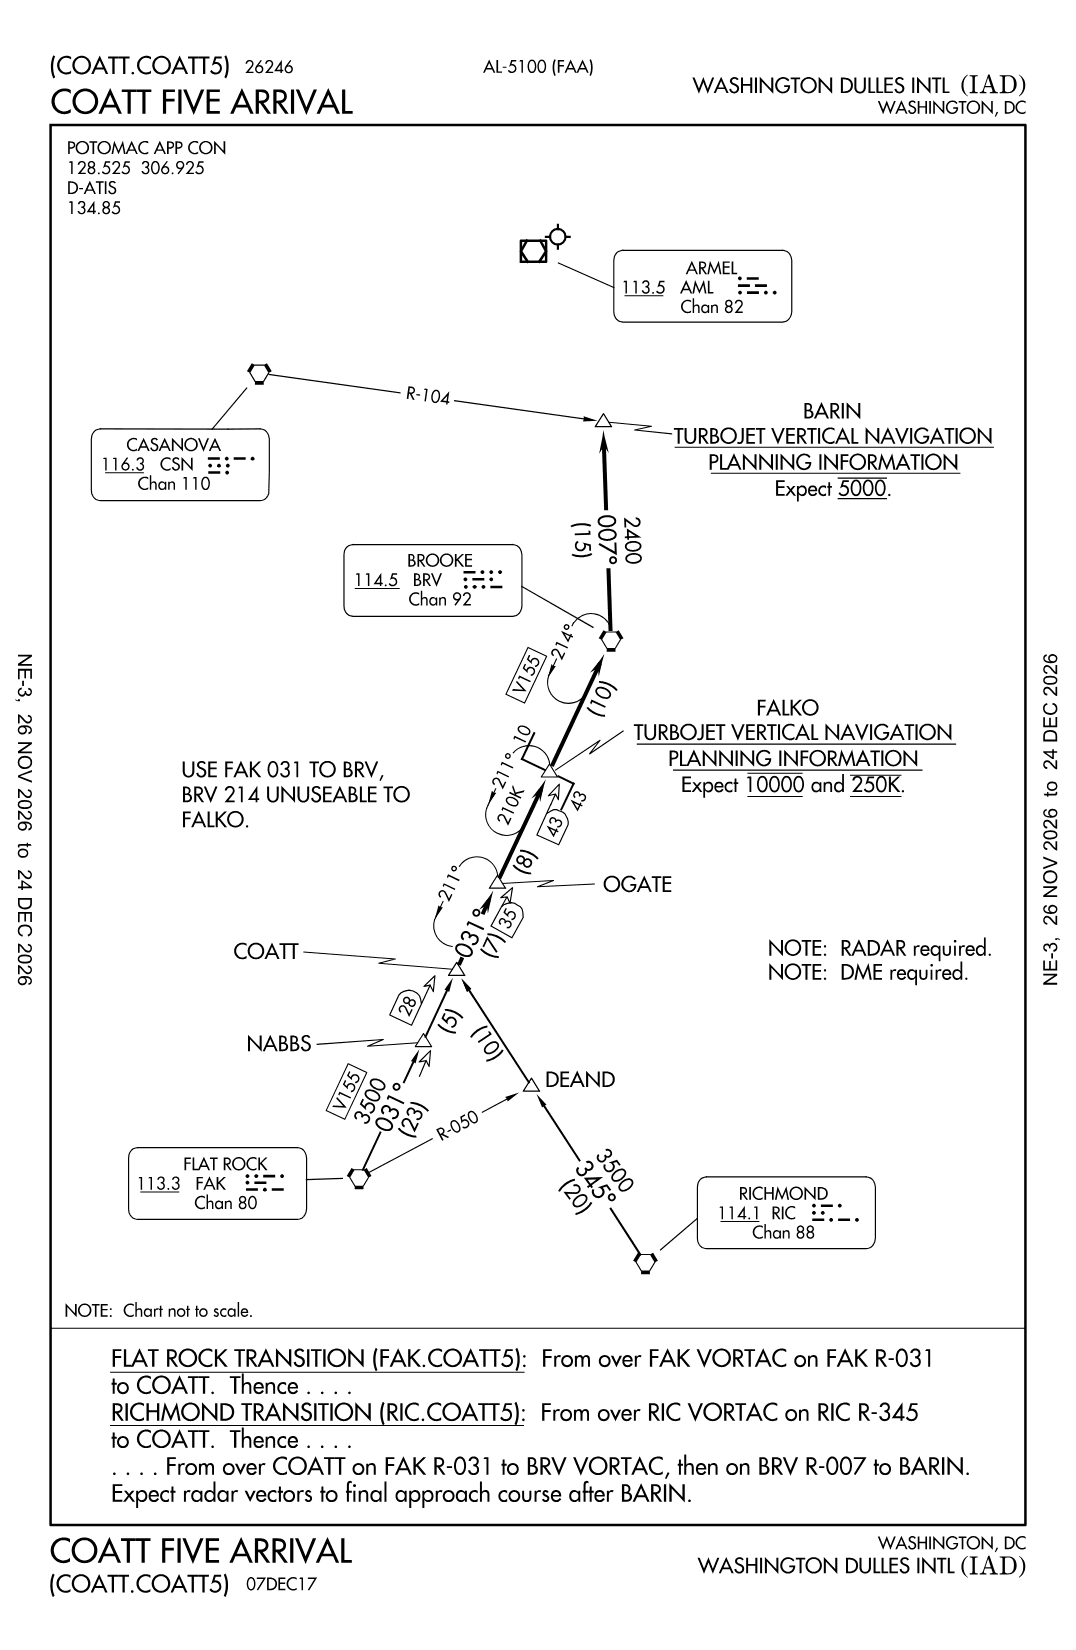 (COATT.COATT5) 26246
AL-5100 (FAA)
WASHINGTON DULLES INTL (IAD)
COATT FIVE ARRIVAL
WASHINGTON, DC
POTOMAC APP CON
128.525 306.925
D-ATIS
134.85
ARMEL
113.5 AML
Chan 82
R-104
CASANOVA
116.3 CSN
Chan 110
BARIN
TURBOJET VERTICAL NAVIGATION
PLANNING INFORMATION
Expect 5000.
2400
007°
(15)
BROOKE
114.5 BRV
Chan 92
214°
V155
(10)
FALKO
TURBOJET VERTICAL NAVIGATION
PLANNING INFORMATION
Expect 10000 and 250K.
10
211°
210K
43
43
USE FAK 031 TO BRV,
BRV 214 UNUSEABLE TO
FALKO.
(8)
OGATE
211°
35
031°
(7)
COATT
NOTE: RADAR required.
NOTE: DME required.
28
(5)
(10)
NABBS
DEAND
V155
3500
031°
(23)
R-050
FLAT ROCK
113.3 FAK
Chan 80
3500
345°
(20)
RICHMOND
114.1 RIC
Chan 88
NOTE: Chart not to scale.
FLAT ROCK TRANSITION (FAK.COATT5): From over FAK VORTAC on FAK R-031
to COATT. Thence . . . .
RICHMOND TRANSITION (RIC.COATT5): From over RIC VORTAC on RIC R-345
to COATT. Thence . . . .
. . . . From over COATT on FAK R-031 to BRV VORTAC, then on BRV R-007 to BARIN.
Expect radar vectors to final approach course after BARIN.
COATT FIVE ARRIVAL
WASHINGTON, DC
(COATT.COATT5) 07DEC17
WASHINGTON DULLES INTL (IAD)
NE-3, 26 NOV 2026 to 24 DEC 2026
NE-3, 26 NOV 2026 to 24 DEC 2026